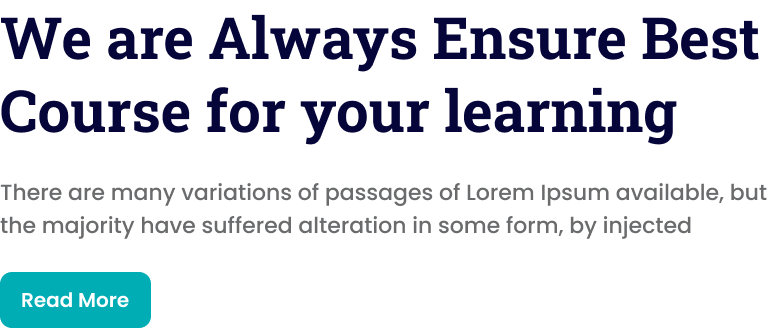 We are Always Ensure Best
Course for your learning
There are many variations of passages of Lorem Ipsum available, but
the majority have suffered alteration in some form, by injected
Read More